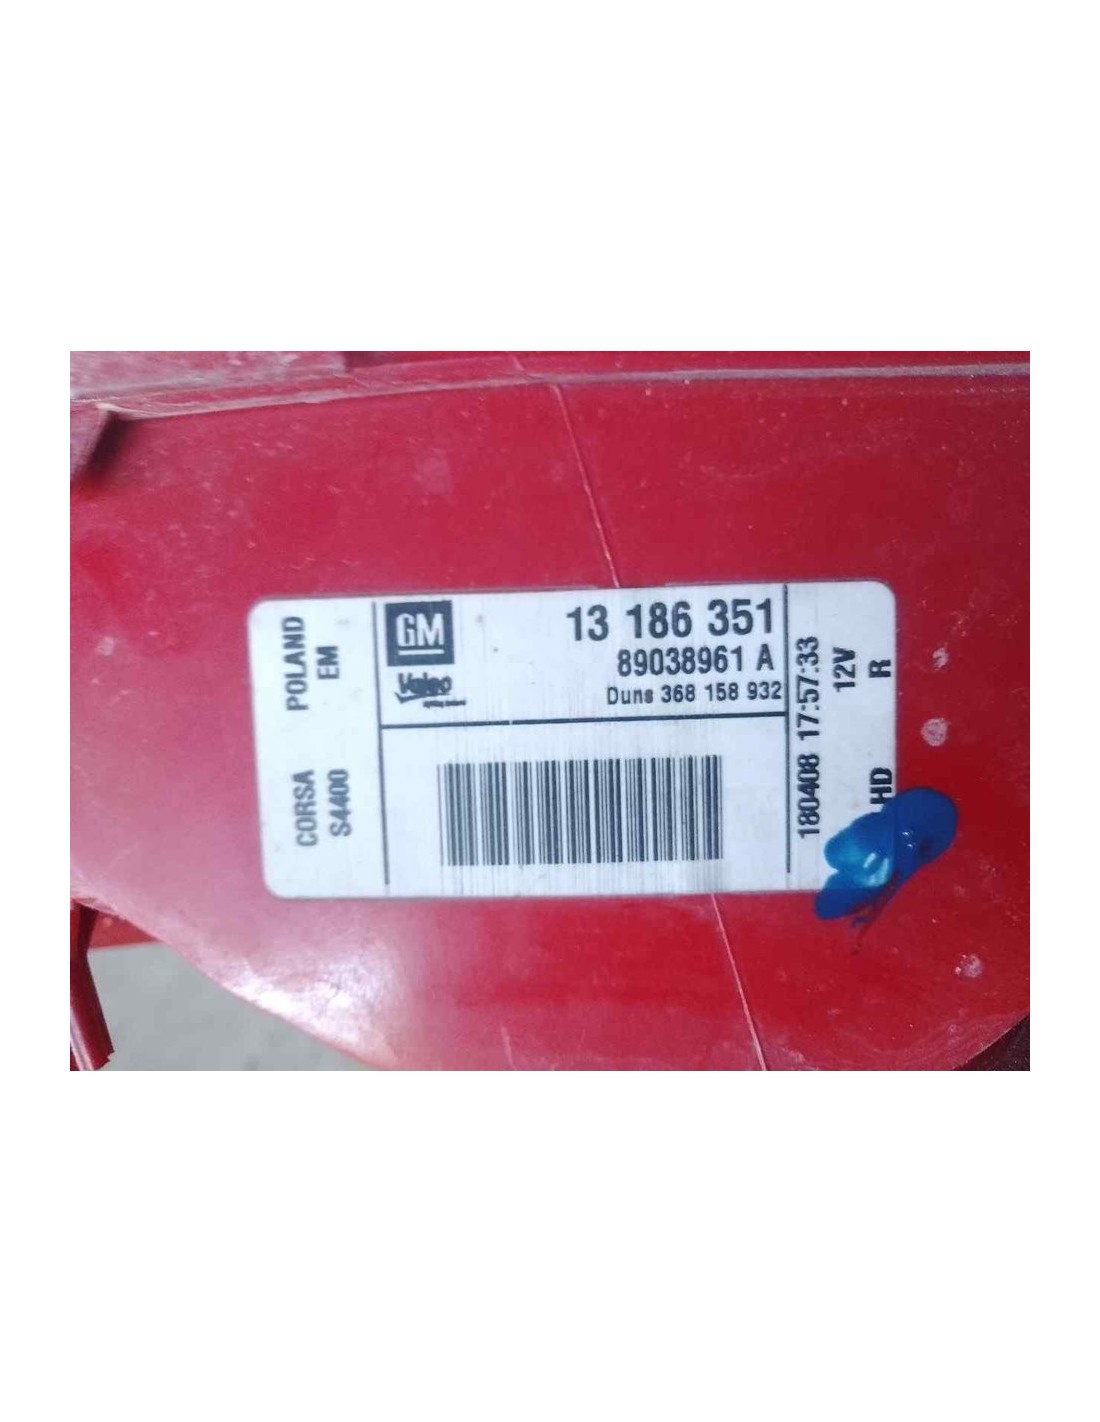 POLAND
EM
CORSA
S4400
GM
Valeo
13 186 351
89038961 A
Duns 368 158 932
180408 17:57:33
12V
R
HD